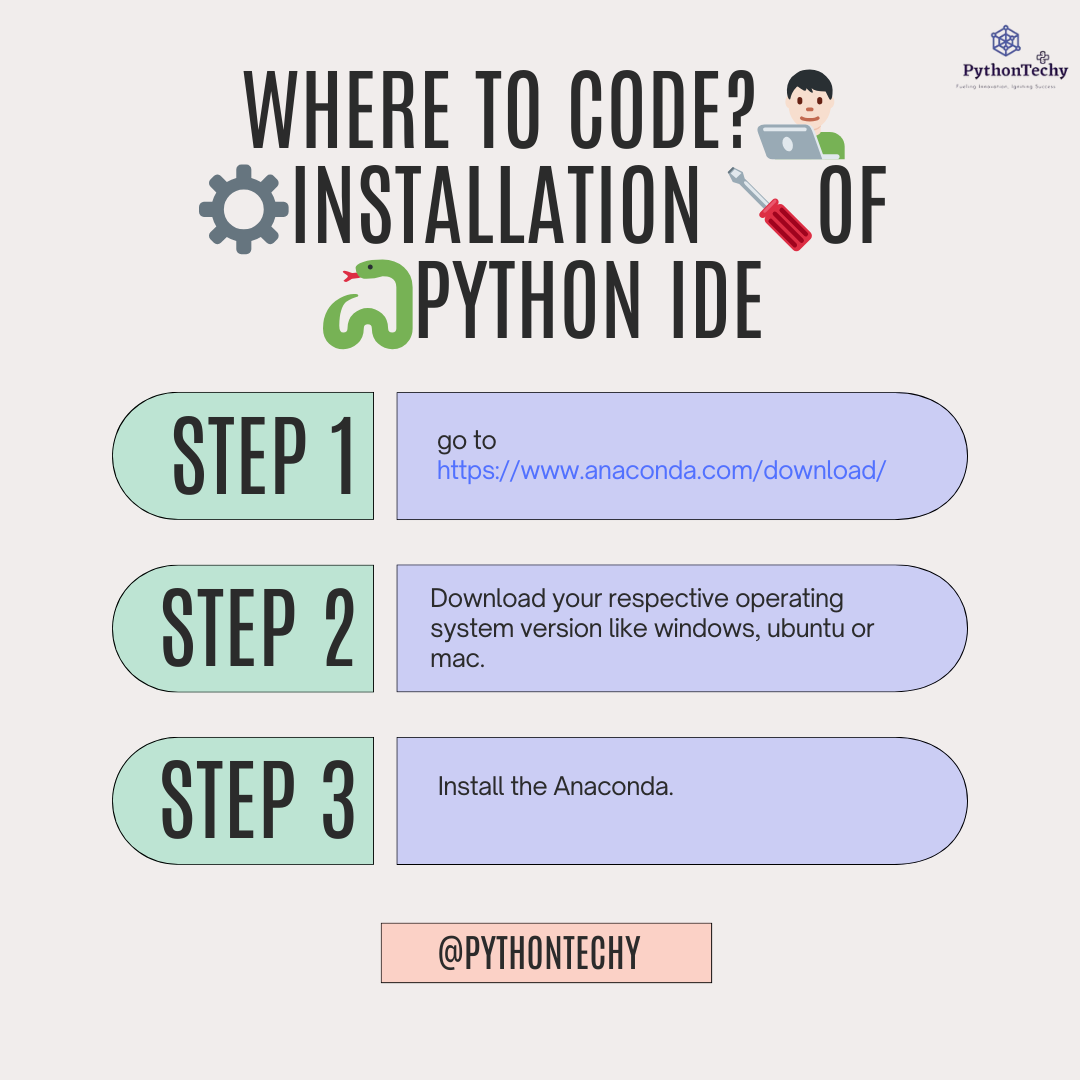 PythonTechy
Fueling Innovation, Igniting Success
WHERE TO CODE?
INSTALLATION OF
PYTHON IDE
STEP 1
go to
https://www.anaconda.com/download/
STEP 2
Download your respective operating
system version like windows, ubuntu or
mac.
STEP 3
Install the Anaconda.
@PYTHONTECHY